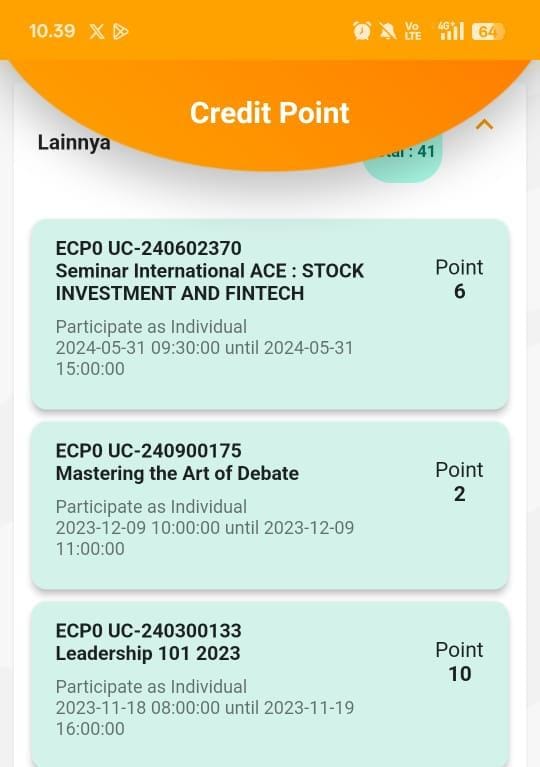 10.39
Vo
LTE
4G+
64
Credit Point
Lainnya
: 41
ECP0 UC-240602370
Seminar International ACE : STOCK
INVESTMENT AND FINTECH
Point
6
Participate as Individual
2024-05-31 09:30:00 until 2024-05-31
15:00:00
ECP0 UC-240900175
Mastering the Art of Debate
Point
2
Participate as Individual
2023-12-09 10:00:00 until 2023-12-09
11:00:00
ECP0 UC-240300133
Leadership 101 2023
Point
10
Participate as Individual
2023-11-18 08:00:00 until 2023-11-19
16:00:00